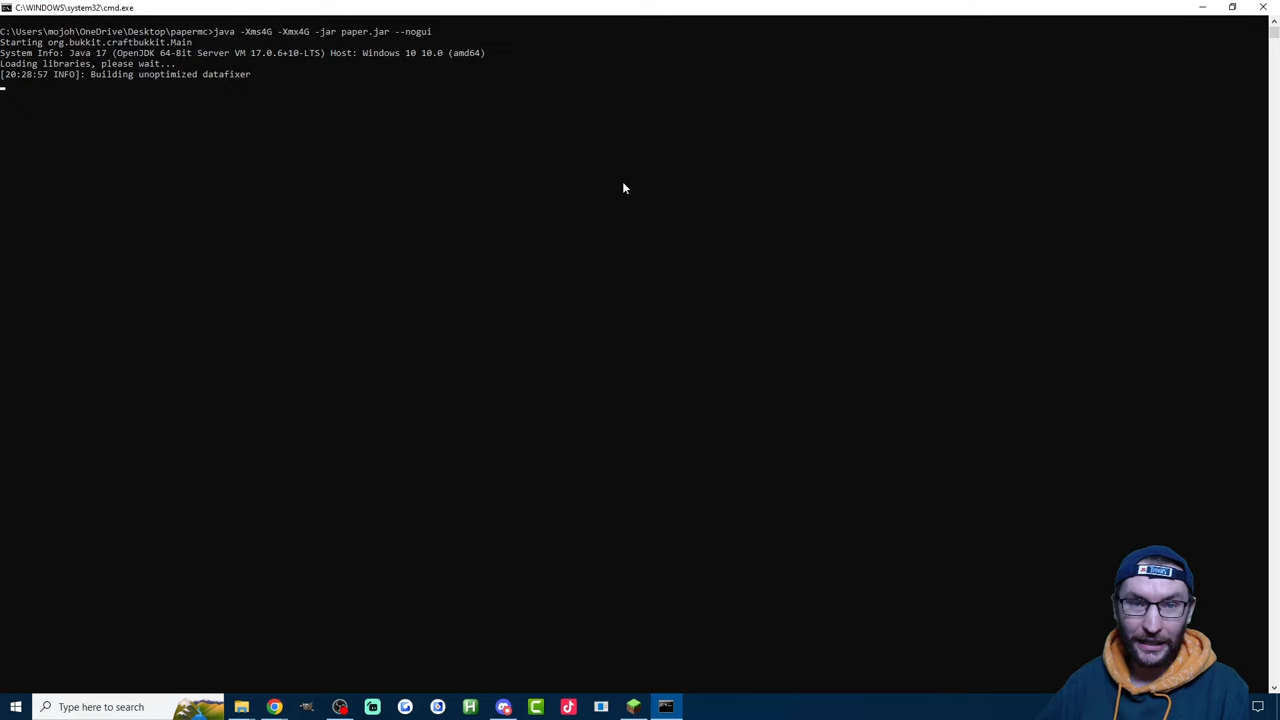 C:\WINDOWS\system32\cmd.exe
C:\Users\mojoh\OneDrive\Desktop\papermc>java -Xms4G -Xmx4G -jar paper.jar --nogui
Starting org.bukkit.craftbukkit.Main
System Info: Java 17 (OpenJDK 64-Bit Server VM 17.0.6+10-LTS) Host: Windows 10 10.0 (amd64)
Loading libraries, please wait...
[20:28:57 INFO]: Building unoptimized datafixer
Type here to search